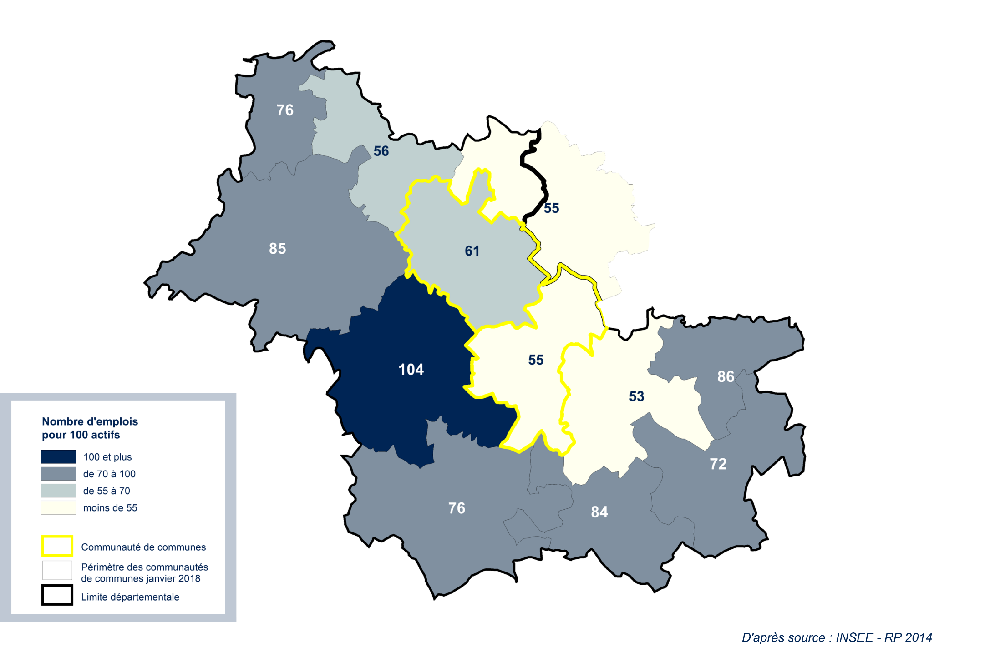 76
56
55
85
61
104
55
86
53
72
76
84
Nombre d'emplois
pour 100 actifs
100 et plus
de 70 à 100
de 55 à 70
moins de 55
Communauté de communes
Périmètre des communautés
de communes janvier 2018
Limite départementale
D'après source : INSEE - RP 2014